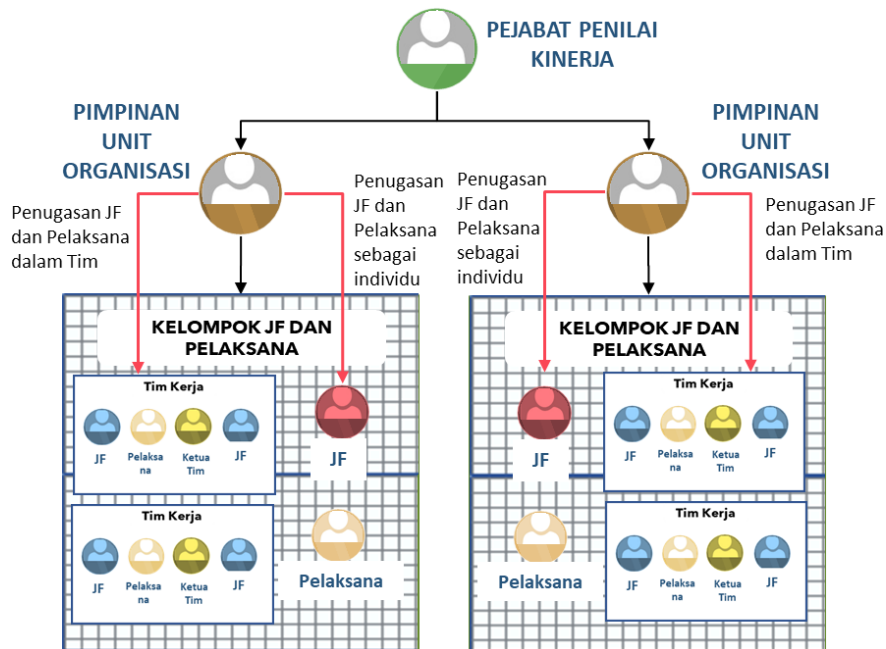 PEJABAT PENILAI
KINERJA
PIMPINAN
UNIT
ORGANISASI
PIMPINAN
UNIT
ORGANISASI
Penugasan JF
dan Pelaksana
dalam Tim
Penugasan
JF dan
Pelaksana
sebagai
individu
Penugasan
JF dan
Pelaksana
sebagai
individu
Penugasan JF
dan Pelaksana
dalam Tim
KELOMPOK JF DAN
PELAKSANA
Tim Kerja
JF
Pelaksa
na
Ketua
Tim
JF
JF
Tim Kerja
JF
Pelaksa
na
Ketua
Tim
JF
Pelaksana
KELOMPOK JF DAN
PELAKSANA
JF
Tim Kerja
JF
Pelaksa
na
Ketua
Tim
JF
Pelaksana
Tim Kerja
JF
Pelaksa
na
Ketua
Tim
JF